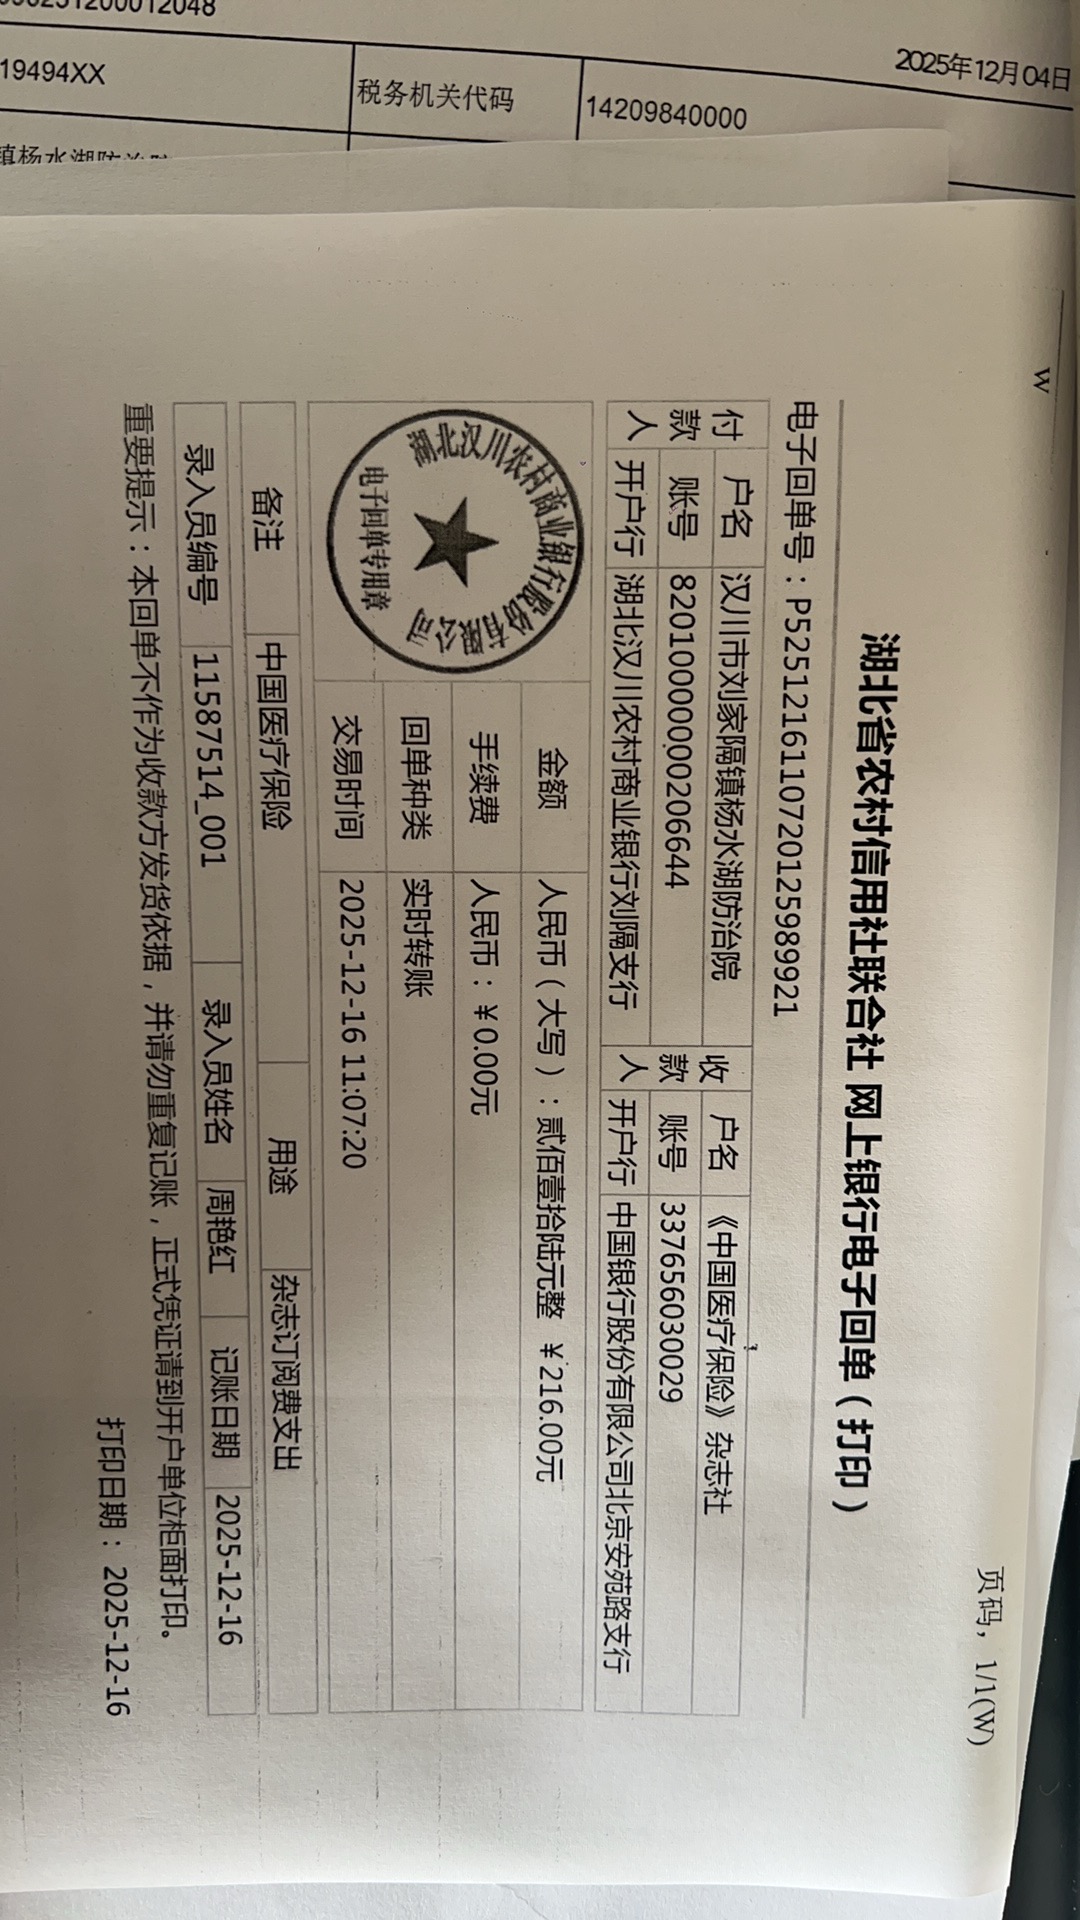 2025年12月04日
19494XX
税务机关代码
14209840000
W
页码，1/1(W)
湖北省农村信用社联合社 网上银行电子回单（打印）
电子回单号：P52512161107201259899​21
付款人
户名
汉川市刘家隔镇杨水湖防治院
账号
82010000000206644
开户行
湖北汉川农村商业银行刘隔支行
收款人
户名
《中国医疗保险》杂志社
账号
337656030029
开户行
中国银行股份有限公司北京安苑路支行
湖北汉川农村商业银行股份有限公司
电子回单专用章
金额
人民币（大写）：贰佰壹拾陆元整 ￥216.00元
手续费
人民币：￥0.00元
回单种类
实时转账
交易时间
2025-12-16 11:07:20
备注
中国医疗保险
用途
杂志订阅费支出
录入员编号
11587514_001
录入员姓名
周艳红
记账日期
2025-12-16
重要提示：本回单不作为收款方发货依据，并请勿重复记账，正式凭证请到开户单位柜面打印。
打印日期：2025-12-16